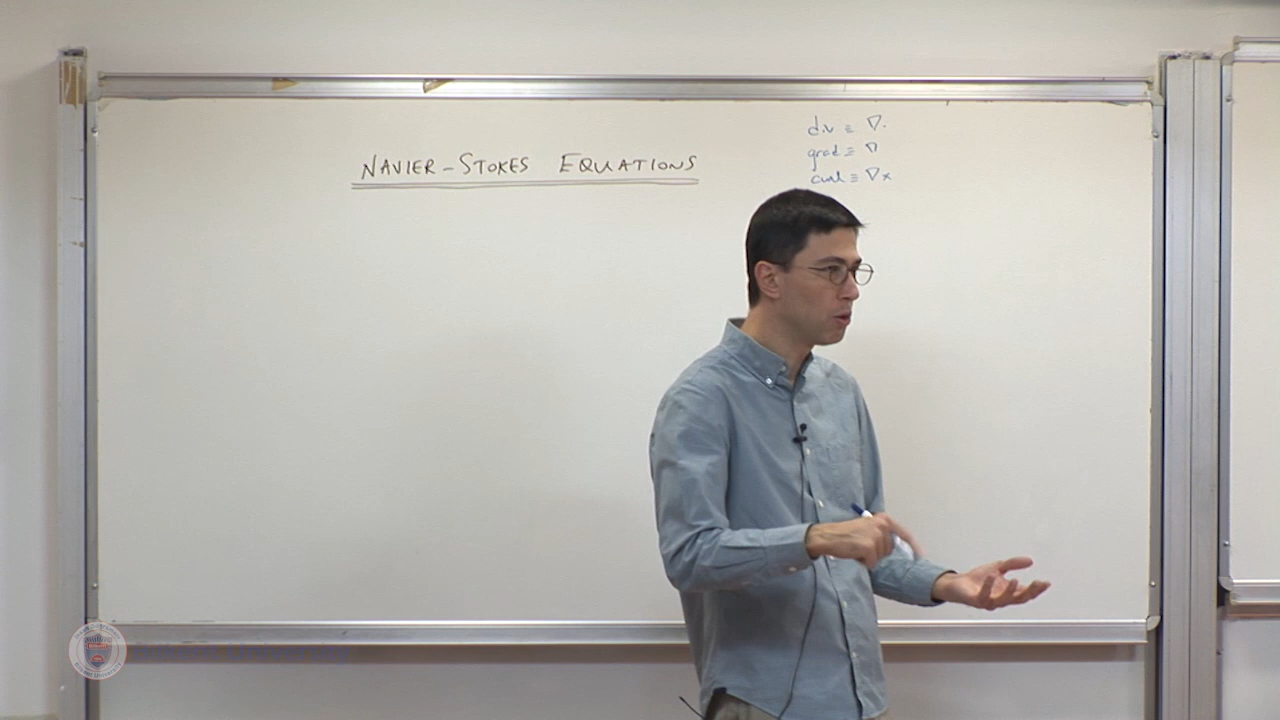 NAVIER-STOKES EQUATIONS
div ≡ ∇.
grad ≡ ∇
curl ≡ ∇×